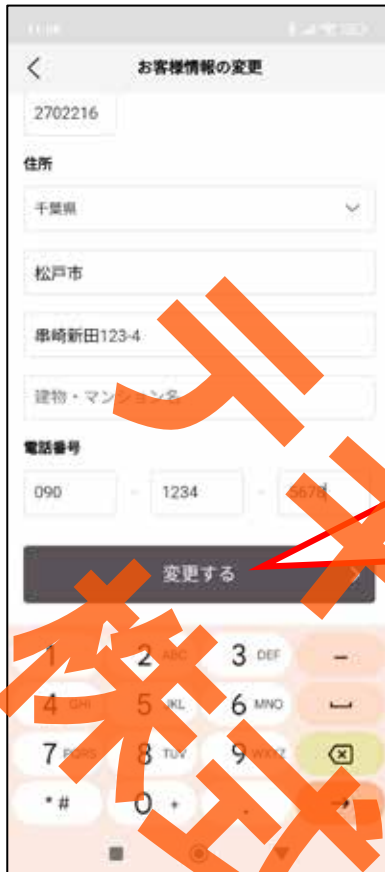 お客様情報の変更
2702216
住所
千葉県
松戸市
串崎新田123-4
建物・マンション名
電話番号
090 - 1234 - 5678
変更する
1 2 ABC 3 DEF -
4 GHI 5 JKL 6 MNO
7 PQRS 8 TUV 9 WXYZ
*# 0 + .